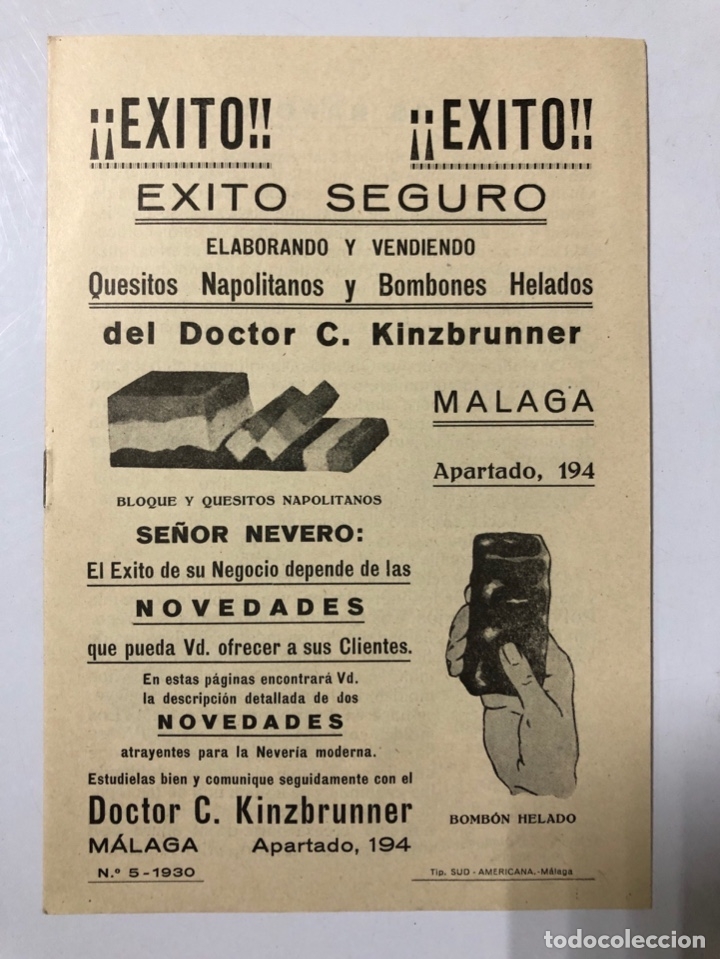 ¡¡EXITO!! ¡¡EXITO!!
EXITO SEGURO
ELABORANDO Y VENDIENDO
Quesitos Napolitanos y Bombones Helados
del Doctor C. Kinzbrunner
MALAGA
Apartado, 194
BLOQUE Y QUESITOS NAPOLITANOS
SEÑOR NEVERO:
El Exito de su Negocio depende de las
NOVEDADES
que pueda Vd. ofrecer a sus Clientes.
En estas páginas encontrará Vd.
la descripción detallada de dos
NOVEDADES
atrayentes para la Nevería moderna.
Estudielas bien y comunique seguidamente con el
Doctor C. Kinzbrunner
MÁLAGA Apartado, 194
N.º 5-1930
BOMBÓN HELADO
Tip. SUD-AMERICANA.-Málaga
todocoleccion
todocoleccion.net